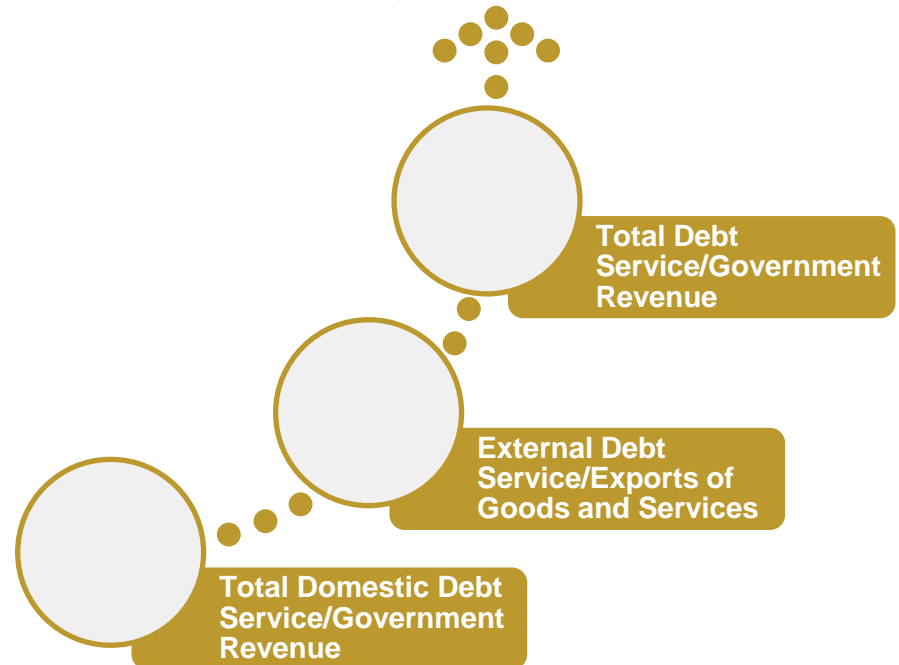 Total Debt
Service/Government
Revenue
External Debt
Service/Exports of
Goods and Services
Total Domestic Debt
Service/Government
Revenue